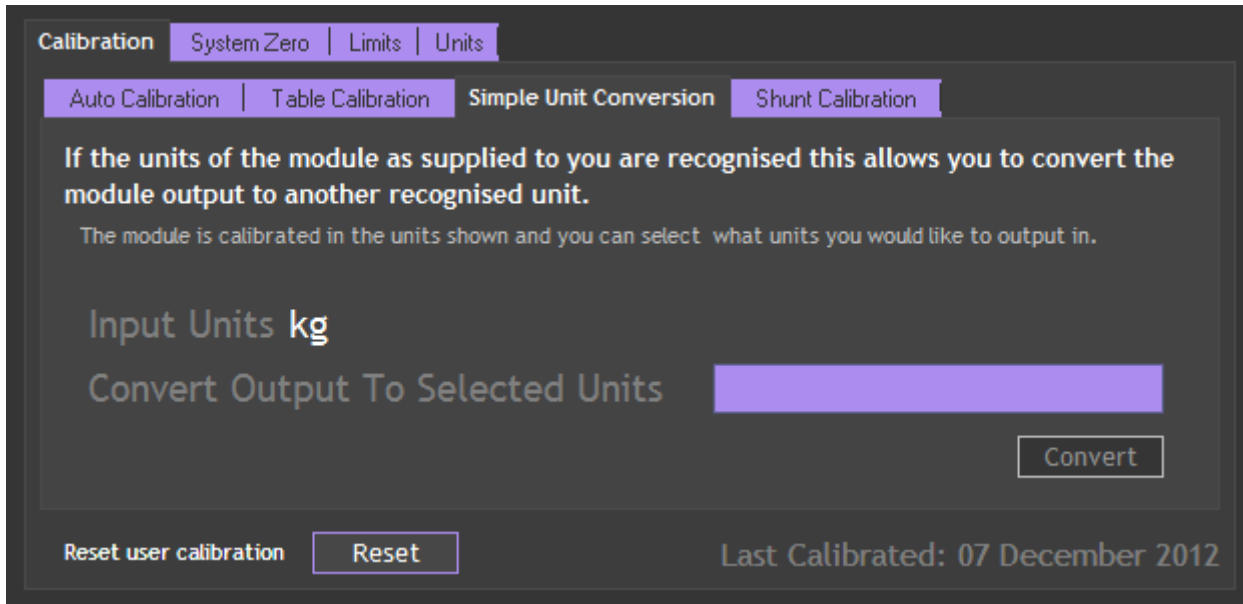 Calibration System Zero | Limits | Units
Auto Calibration | Table Calibration Simple Unit Conversion Shunt Calibration
If the units of the module as supplied to you are recognised this allows you to convert the
module output to another recognised unit.
The module is calibrated in the units shown and you can select what units you would like to output in.
Input Units kg
Convert Output To Selected Units
Convert
Reset user calibration Reset Last Calibrated: 07 December 2012